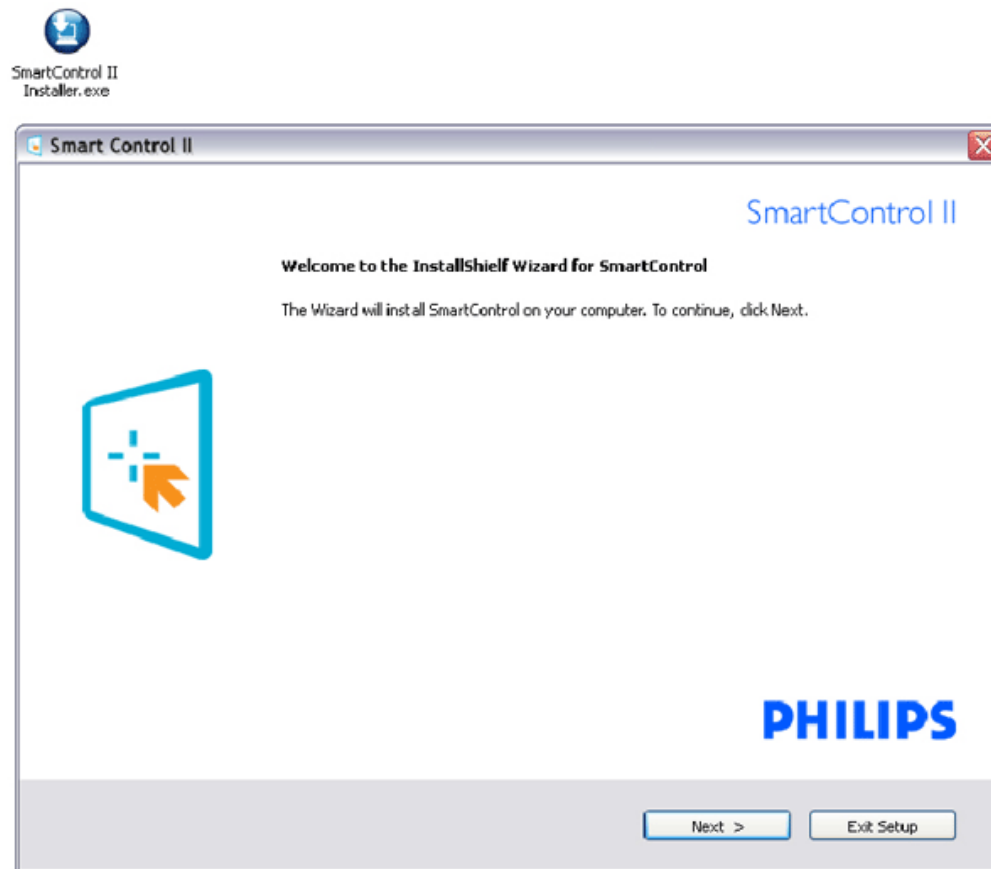 SmartControl II
Installer.exe
Smart Control II
SmartControl II
Welcome to the InstallShielf Wizard for SmartControl
The Wizard will install SmartControl on your computer. To continue, click Next.
PHILIPS
Next >
Exit Setup